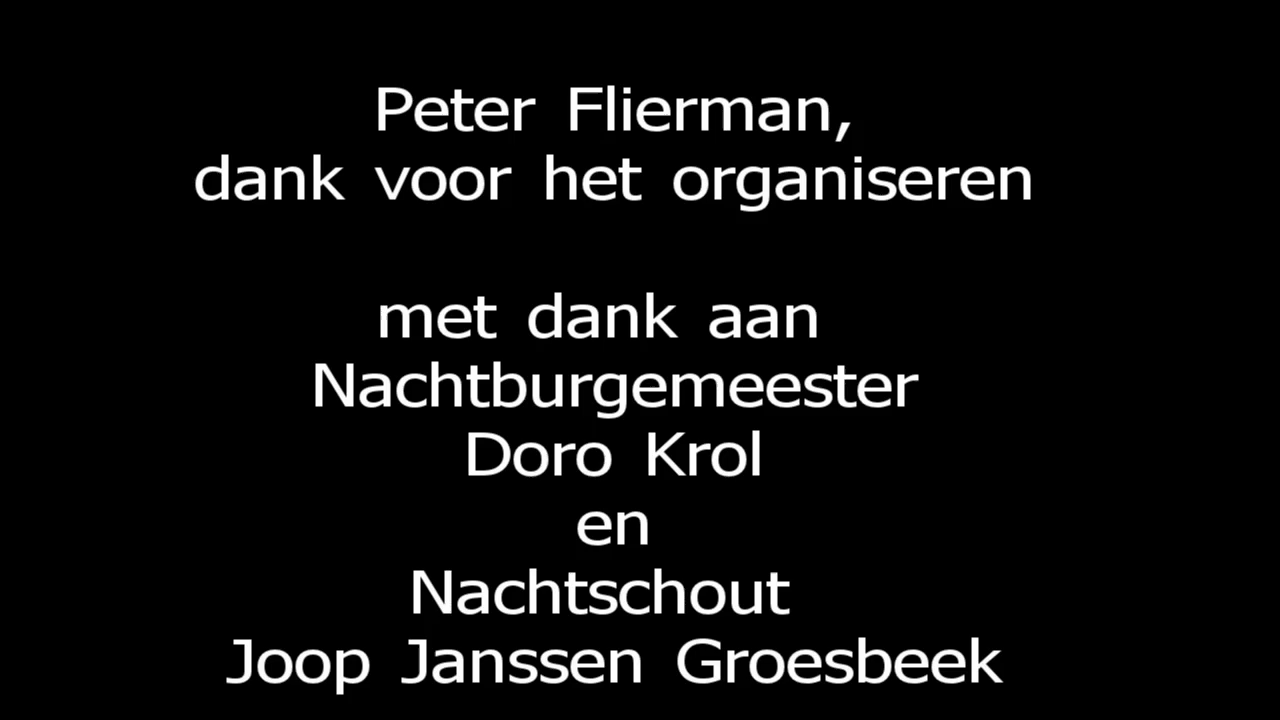 Peter Flierman,
dank voor het organiseren
met dank aan
Nachtburgemeester
Doro Krol
en
Nachtschout
Joop Janssen Groesbeek